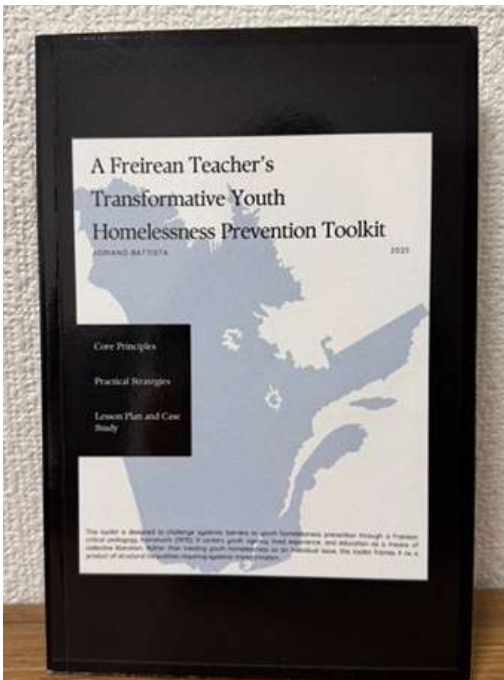 A Freirean Teacher's
Transformative Youth
Homelessness Prevention Toolkit
ADRIANO BATTISTA
2025
Core Principles
Practical Strategies
Lesson Plan and Case
Study
This toolkit is designed to challenge systemic barriers to youth homelessness prevention through a Freirean
critical pedagogy framework (1970). It centers youth agency, lived experience, and education as a means of
collective liberation. Rather than treating youth homelessness as an individual issue, this toolkit frames it as a
product of structural inequalities requiring systems